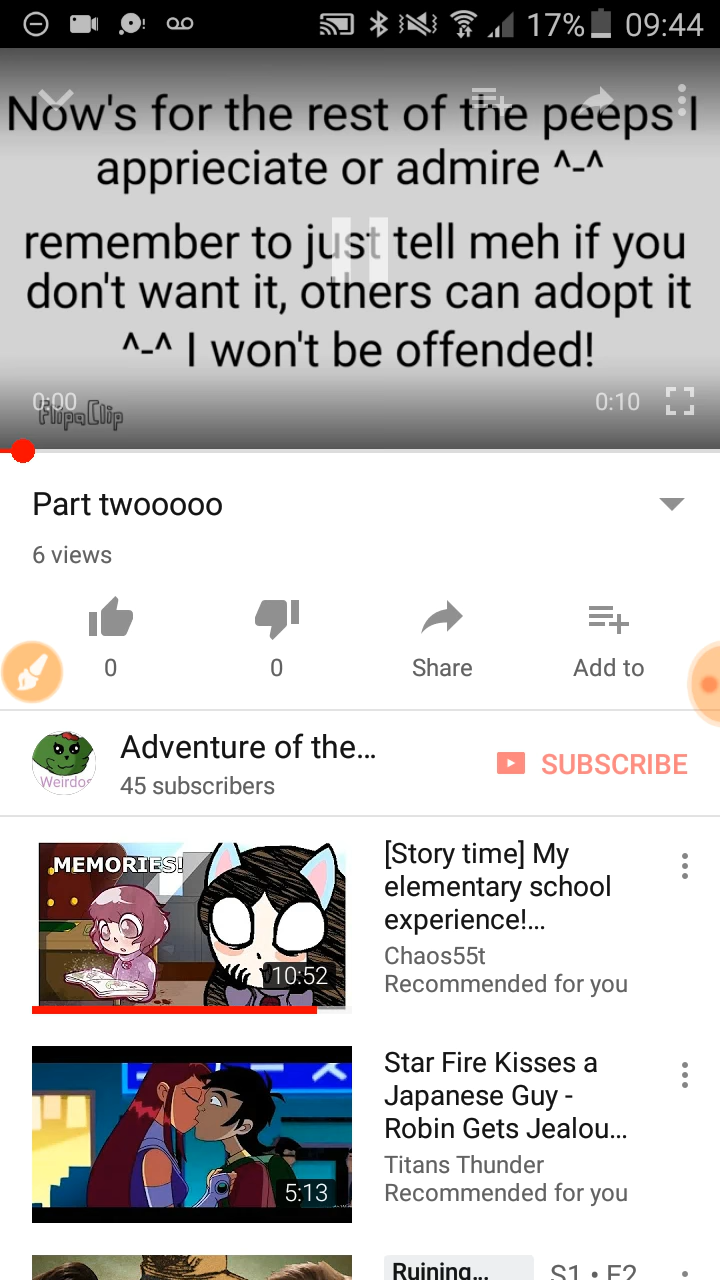 17% 09:44
Now's for the rest of the peeps I
apprieciate or admire ^-^
remember to just tell meh if you
don't want it, others can adopt it
^-^ I won't be offended!
0:00 0:10
FlipaClip
Part twooooo
6 views
0 0 Share Add to
Adventure of the...
SUBSCRIBE
45 subscribers
Weirdos
MEMORIES!
10:52
[Story time] My
elementary school
experience!...
Chaos55t
Recommended for you
5:13
Star Fire Kisses a
Japanese Guy -
Robin Gets Jealou...
Titans Thunder
Recommended for you
Ruining... S1 • E2